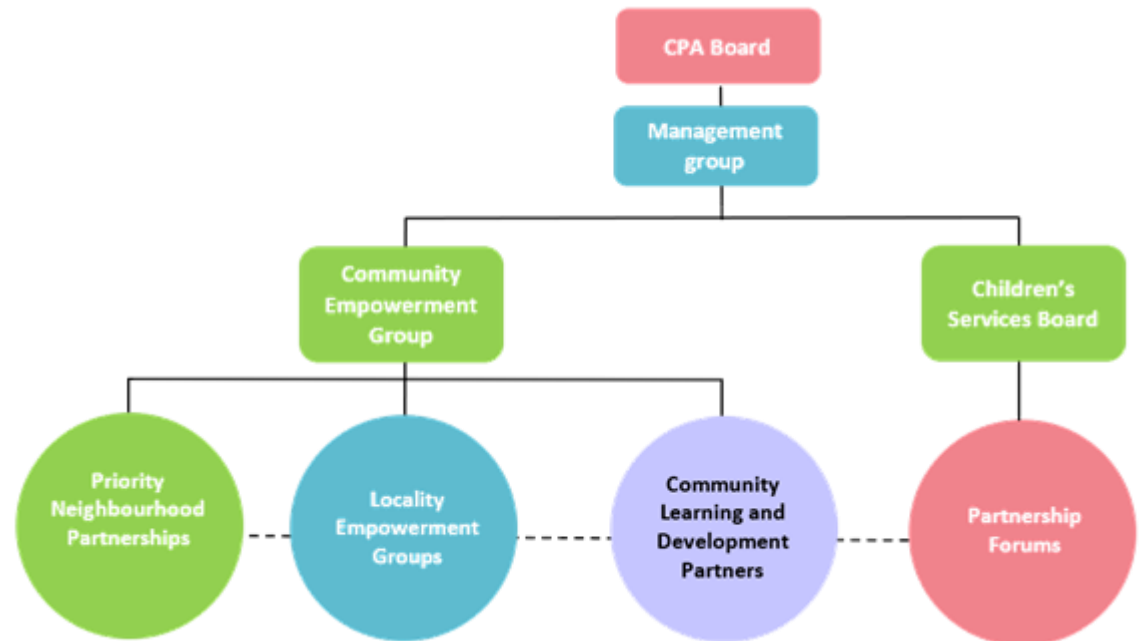 CPA Board
Management
group
Community
Empowerment
Group
Children's
Services Board
Priority
Neighbourhood
Partnerships
Locality
Empowerment
Groups
Community
Learning and
Development
Partners
Partnership
Forums